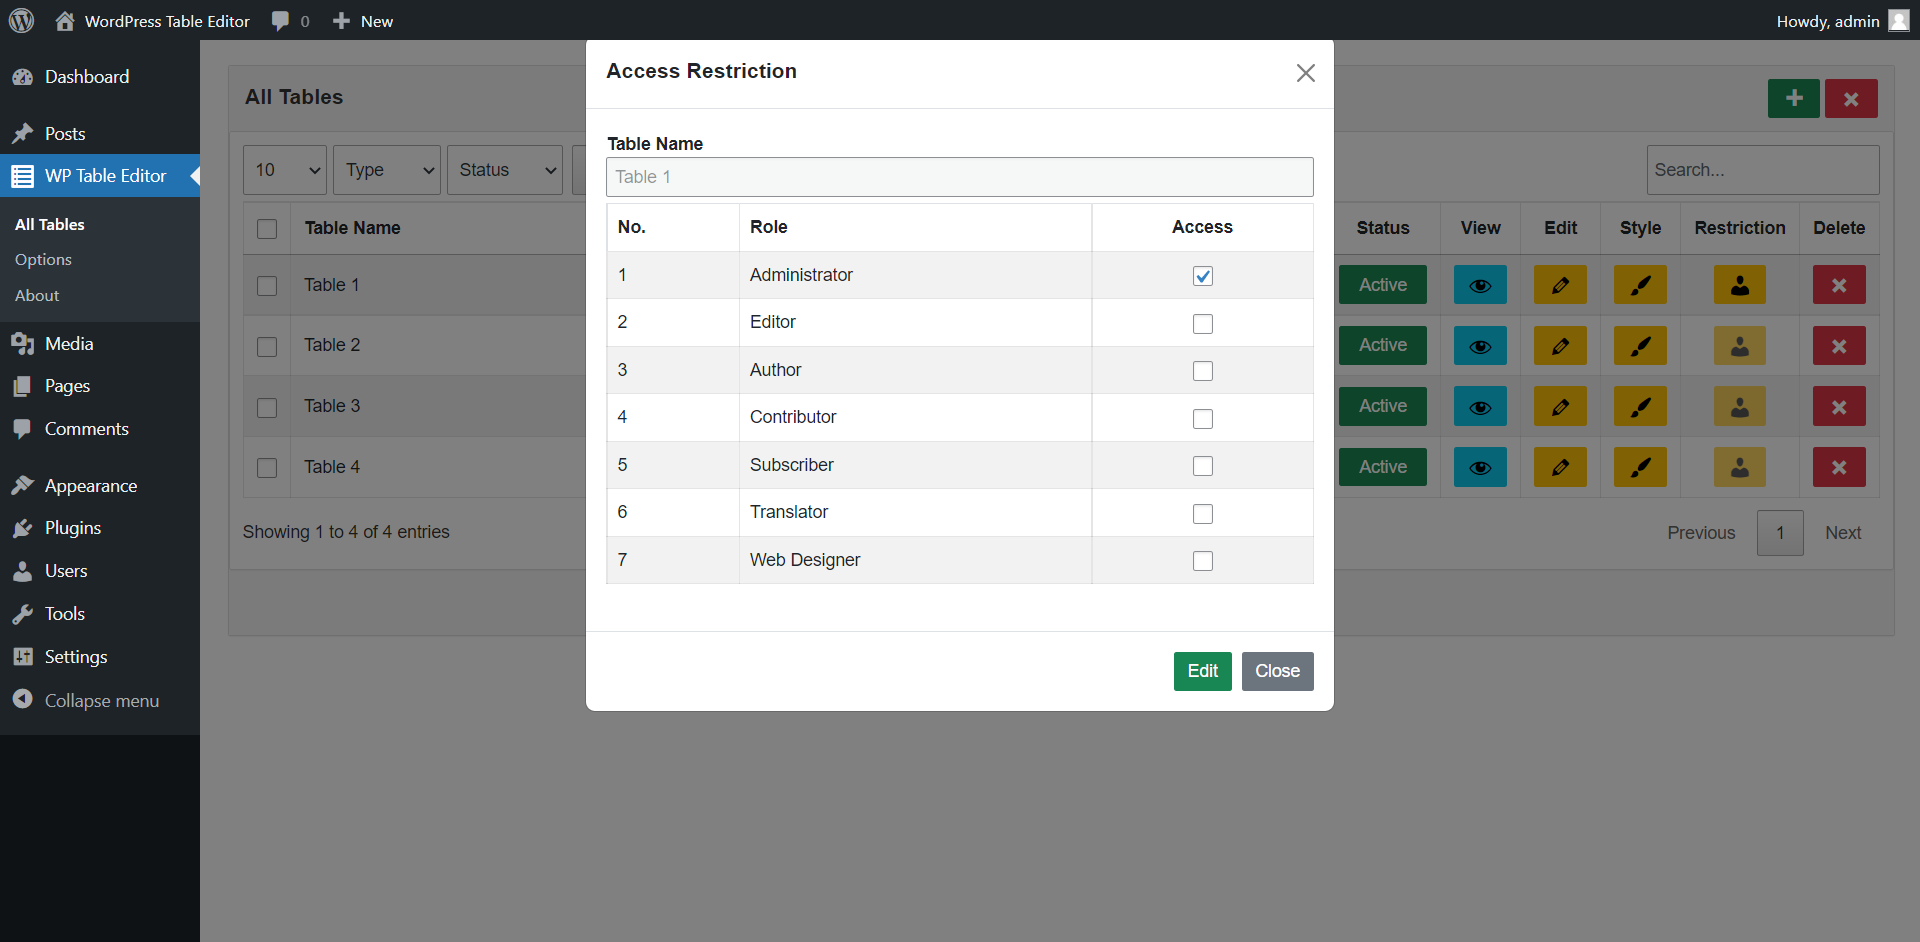 WordPress Table Editor 0 New Howdy, admin
Dashboard
Posts
WP Table Editor
All Tables
Options
About
Media
Pages
Comments
Appearance
Plugins
Users
Tools
Settings
Collapse menu
All Tables
10 Type Status Search...
Table Name Status View Edit Style Restriction Delete
Table 1 Active
Table 2 Active
Table 3 Active
Table 4 Active
Showing 1 to 4 of 4 entries Previous 1 Next
Access Restriction
Table Name
Table 1
No. Role Access
1 Administrator
2 Editor
3 Author
4 Contributor
5 Subscriber
6 Translator
7 Web Designer
Edit Close